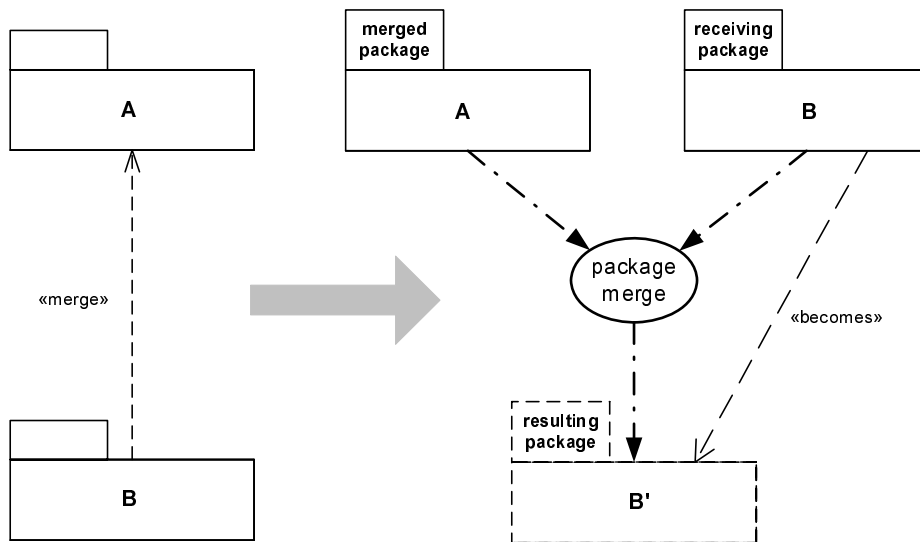 A
«merge»
B
merged
package
A
receiving
package
B
package
merge
«becomes»
resulting
package
B'